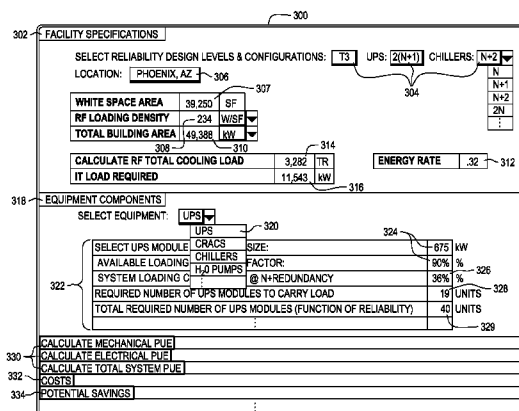 300
302 FACILITY SPECIFICATIONS
SELECT RELIABILITY DESIGN LEVELS & CONFIGURATIONS: T3 UPS: 2(N+1) CHILLERS: N+2
LOCATION: PHOENIX, AZ 306
304
N
N+1
N+2
2N
307
WHITE SPACE AREA 39,250 SF
RF LOADING DENSITY 234 W/SF
TOTAL BUILDING AREA 49,388 kW
308 310
314
CALCULATE RF TOTAL COOLING LOAD 3,282 TR
ENERGY RATE .32 312
IT LOAD REQUIRED 11,543 kW
316
318 EQUIPMENT COMPONENTS
SELECT EQUIPMENT: UPS
320
UPS
CRACS
CHILLERS
H20 PUMPS
322
324
SELECT UPS MODULE SIZE: 675 kW
AVAILABLE LOADING FACTOR: 90% %
326
SYSTEM LOADING C @ N+REDUNDANCY 36% %
328
REQUIRED NUMBER OF UPS MODULES TO CARRY LOAD 19 UNITS
TOTAL REQUIRED NUMBER OF UPS MODULES (FUNCTION OF RELIABILITY) 40 UNITS
329
330
CALCULATE MECHANICAL PUE
CALCULATE ELECTRICAL PUE
CALCULATE TOTAL SYSTEM PUE
332 COSTS
334 POTENTIAL SAVINGS